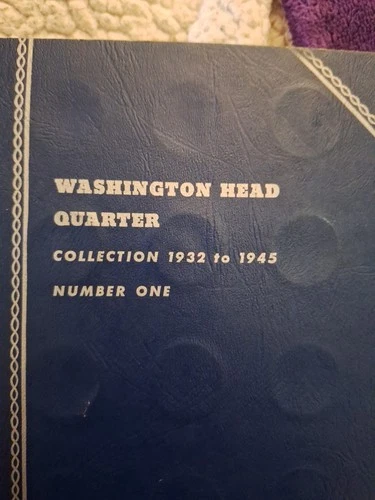 WASHINGTON HEAD
QUARTER
COLLECTION 1932 to 1945
NUMBER ONE